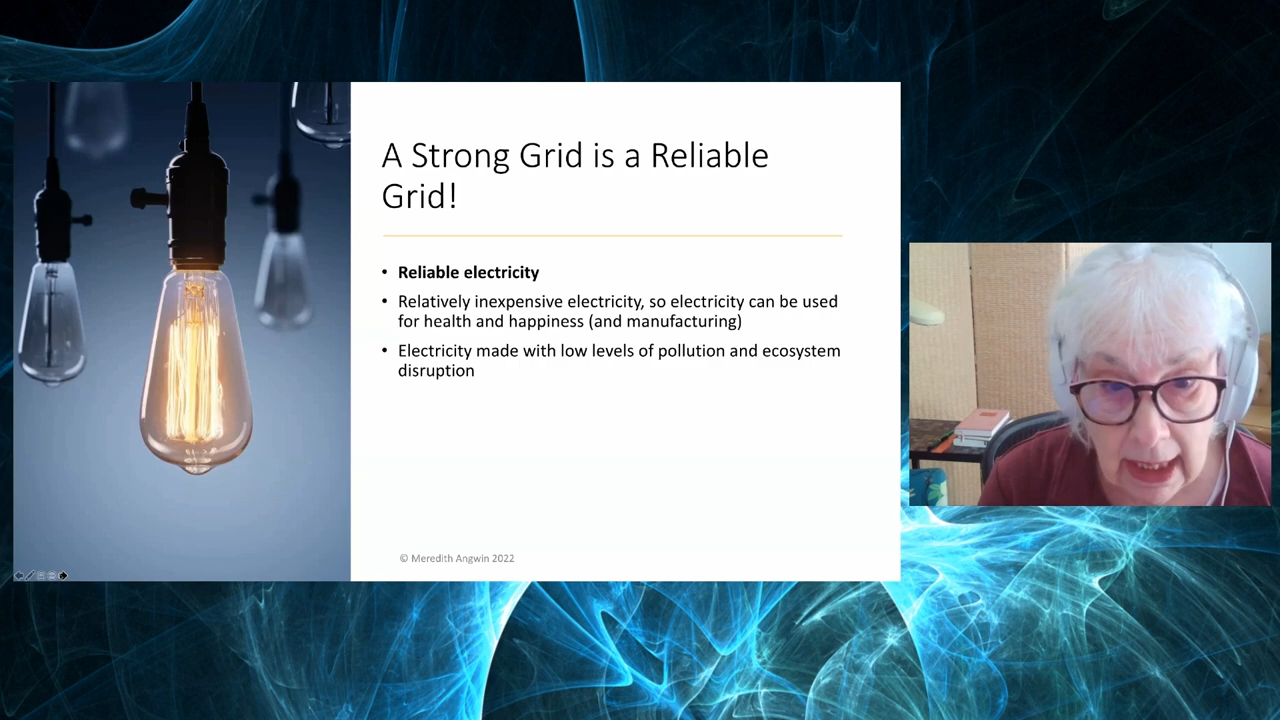 A Strong Grid is a Reliable
Grid!
• Reliable electricity
• Relatively inexpensive electricity, so electricity can be used
for health and happiness (and manufacturing)
• Electricity made with low levels of pollution and ecosystem
disruption
© Meredith Angwin 2022